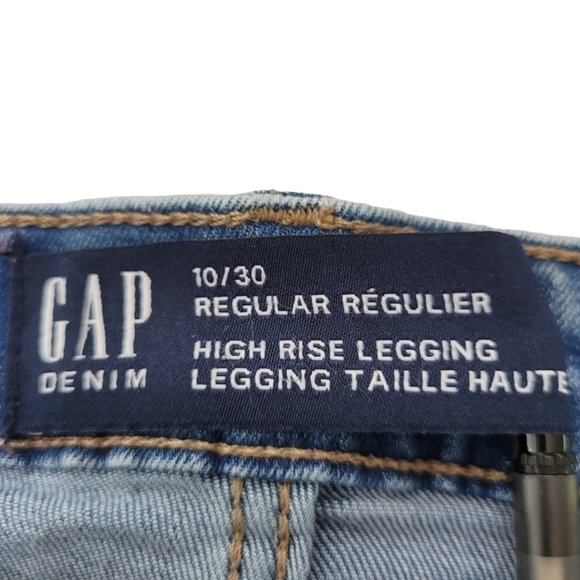 GAP
DENIM
10/30
REGULAR RÉGULIER
HIGH RISE LEGGING
LEGGING TAILLE HAUTE